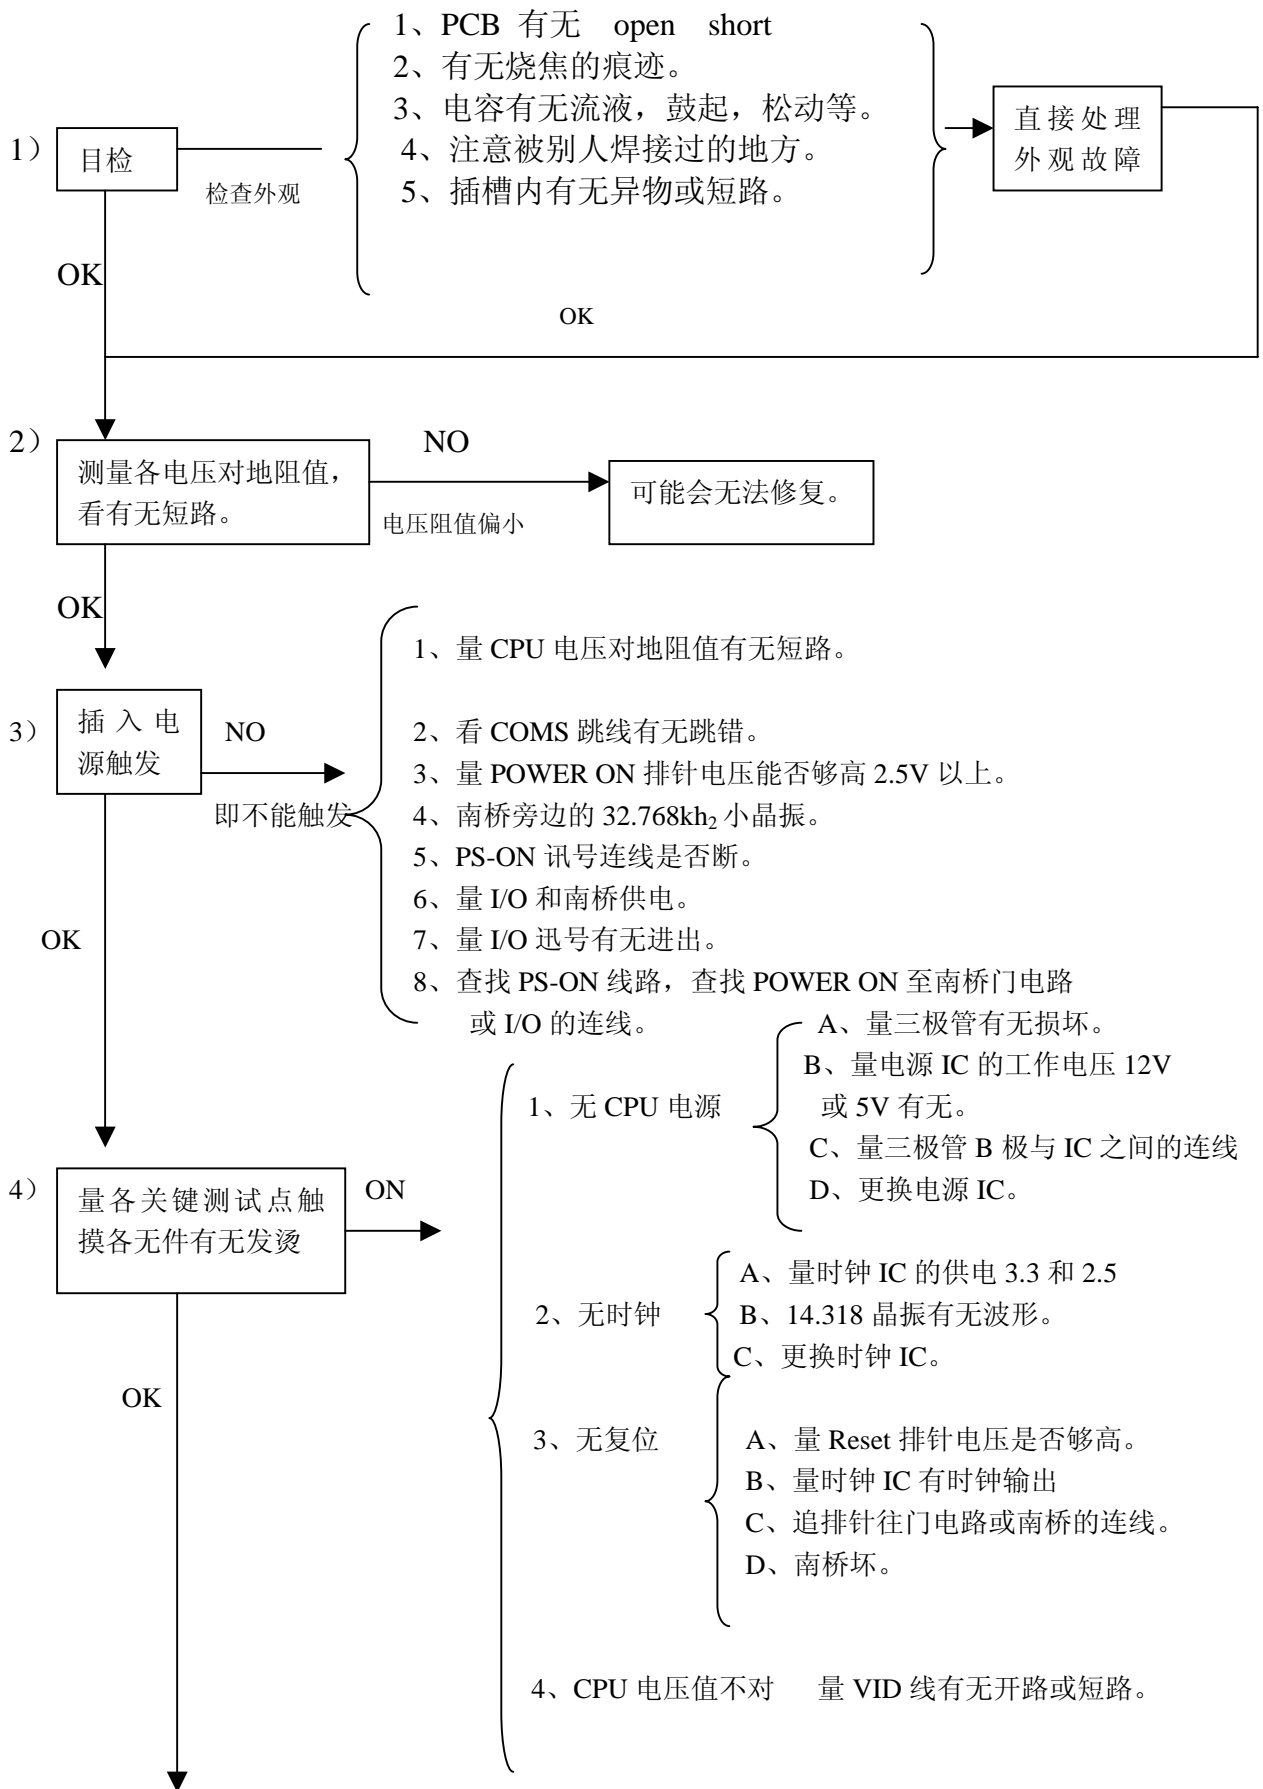 1、PCB 有无 open short
2、有无烧焦的痕迹。
3、电容有无流液，鼓起，松动等。
4、注意被别人焊接过的地方。
5、插槽内有无异物或短路。
1）
目检
检查外观
直接处理
外观故障
OK
OK
2）
测量各电压对地阻值，
看有无短路。
NO
电压阻值偏小
可能会无法修复。
OK
3）
插入电
源触发
NO
即不能触发
1、量 CPU 电压对地阻值有无短路。
2、看 COMS 跳线有无跳错。
3、量 POWER ON 排针电压能否够高 2.5V 以上。
4、南桥旁边的 32.768kh₂小晶振。
5、PS-ON 讯号连线是否断。
6、量 I/O 和南桥供电。
7、量 I/O 迅号有无进出。
8、查找 PS-ON 线路，查找 POWER ON 至南桥门电路
或 I/O 的连线。
OK
4）
量各关键测试点触
摸各无件有无发烫
ON
1、无 CPU 电源
A、量三极管有无损坏。
B、量电源 IC 的工作电压 12V
或 5V 有无。
C、量三极管 B 极与 IC 之间的连线
D、更换电源 IC。
2、无时钟
A、量时钟 IC 的供电 3.3 和 2.5
B、14.318 晶振有无波形。
C、更换时钟 IC。
OK
3、无复位
A、量 Reset 排针电压是否够高。
B、量时钟 IC 有时钟输出
C、追排针往门电路或南桥的连线。
D、南桥坏。
4、CPU 电压值不对 量 VID 线有无开路或短路。